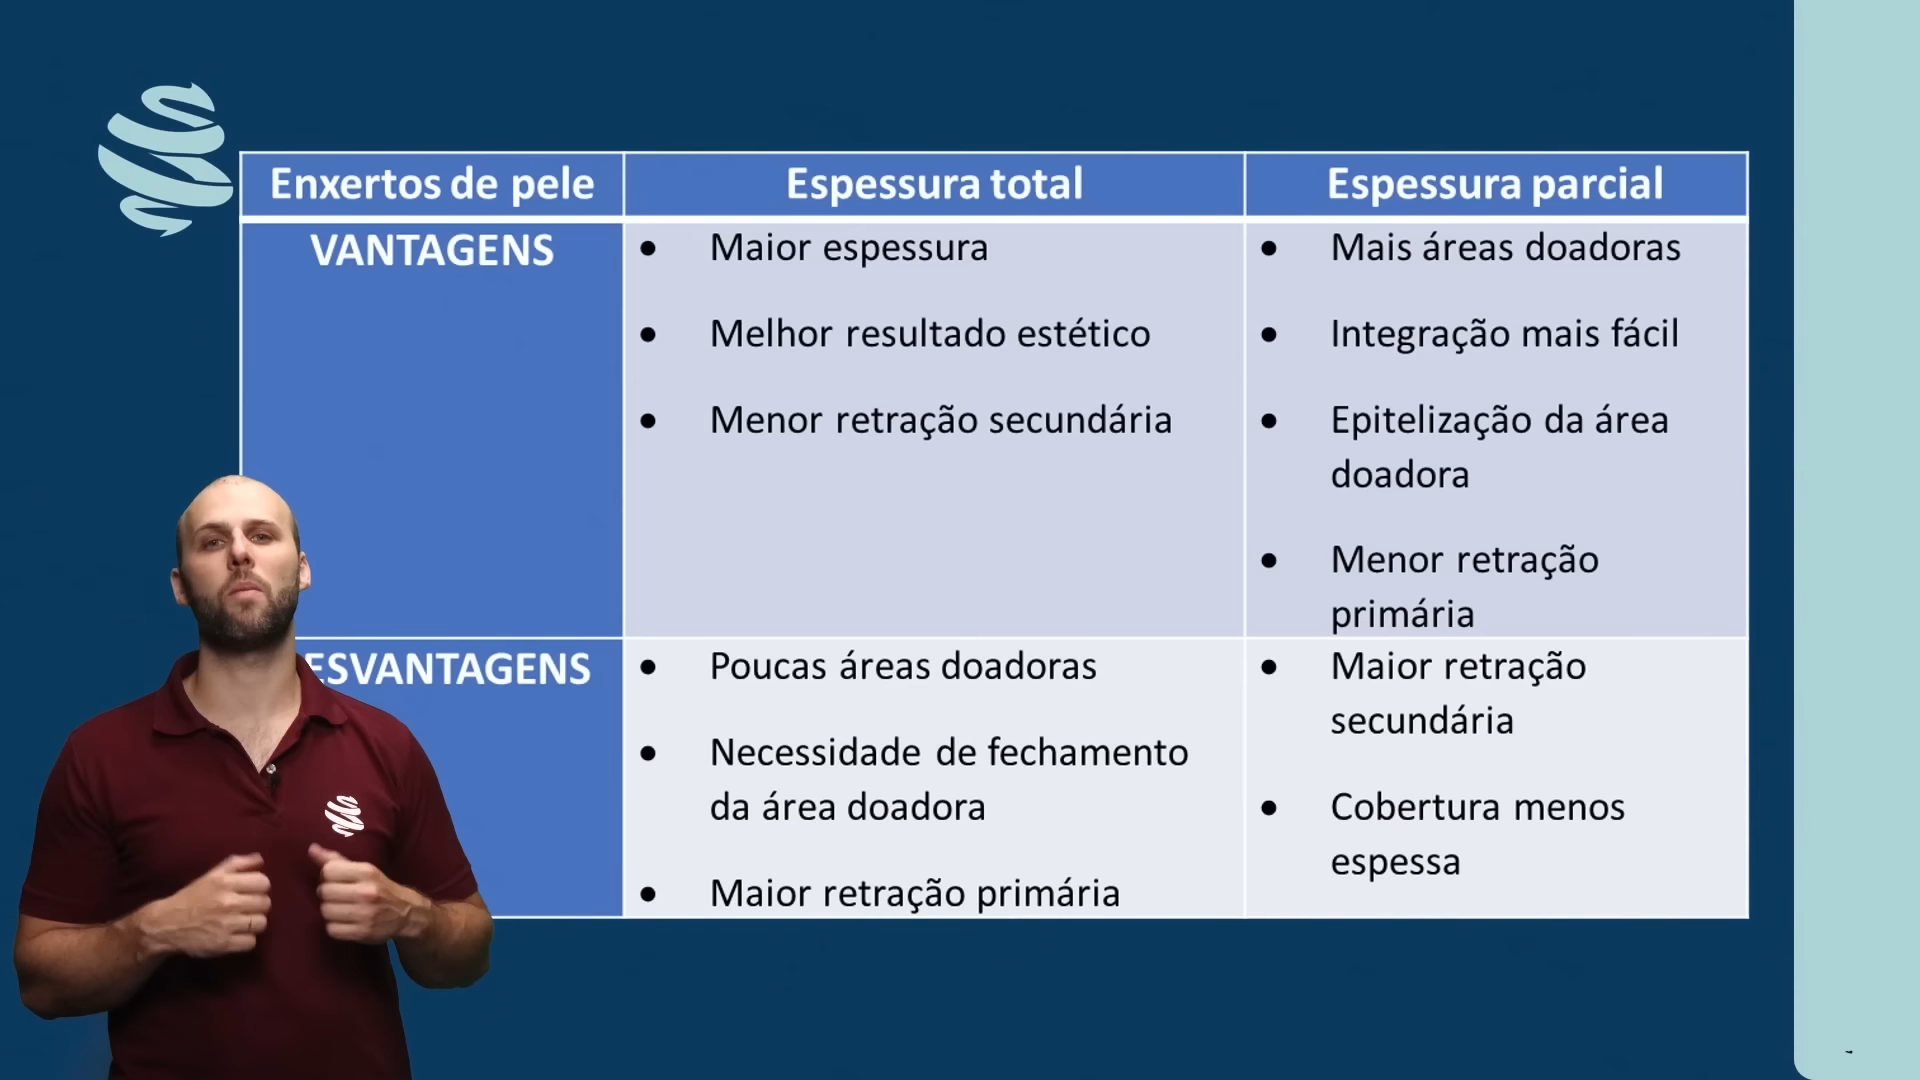 Enxertos de pele
Espessura total
Espessura parcial
VANTAGENS
Maior espessura
Melhor resultado estético
Menor retração secundária
Mais áreas doadoras
Integração mais fácil
Epitelização da área
doadora
Menor retração
primária
ESVANTAGENS
Poucas áreas doadoras
Necessidade de fechamento
da área doadora
Maior retração primária
Maior retração
secundária
Cobertura menos
espessa